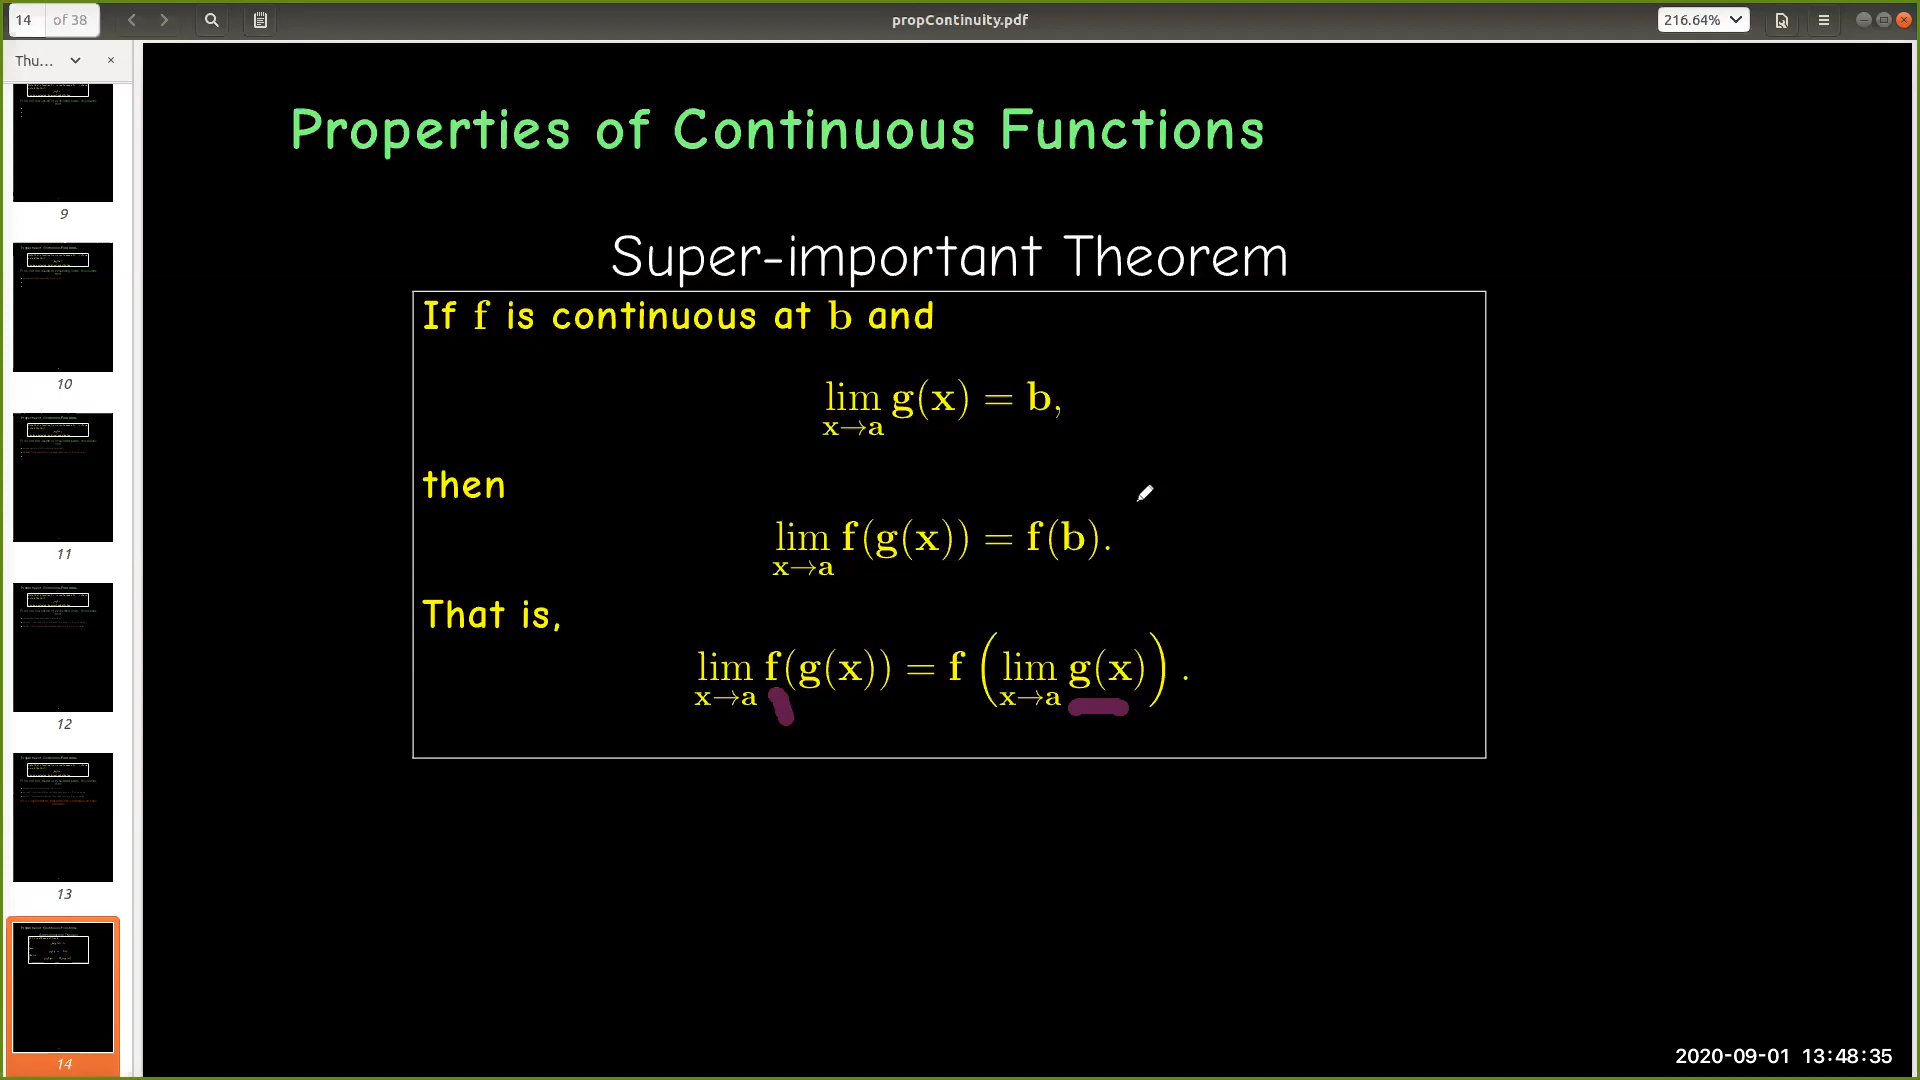 14 of 38
propContinuity.pdf
216.64%
Thu...
9
10
11
12
13
14
Properties of Continuous Functions
Super-important Theorem
If f is continuous at b and
lim x→a g(x) = b,
then
lim x→a f(g(x)) = f(b).
That is,
lim x→a f(g(x)) = f (lim x→a g(x)).
2020-09-01 13:48:35